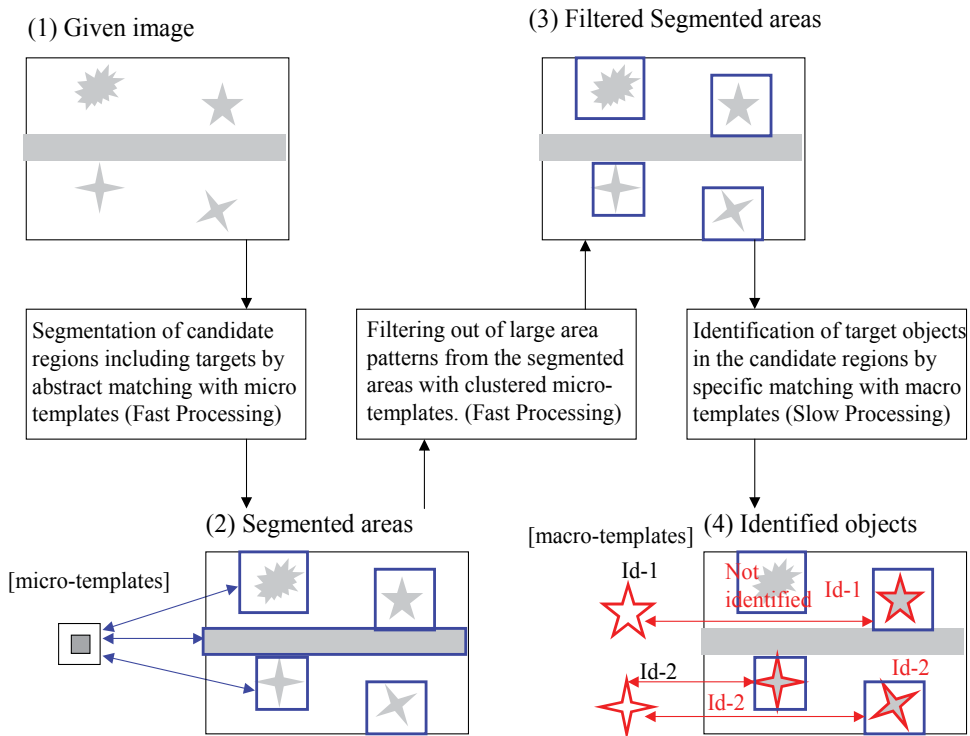 (1) Given image
(3) Filtered Segmented areas
Segmentation of candidate
regions including targets by
abstract matching with micro
templates (Fast Processing)
Filtering out of large area
patterns from the segmented
areas with clustered micro-
templates. (Fast Processing)
Identification of target objects
in the candidate regions by
specific matching with macro
templates (Slow Processing)
(2) Segmented areas
[micro-templates]
(4) Identified objects
[macro-templates]
Id-1
Not
identified
Id-1
Id-2
Id-2
Id-2